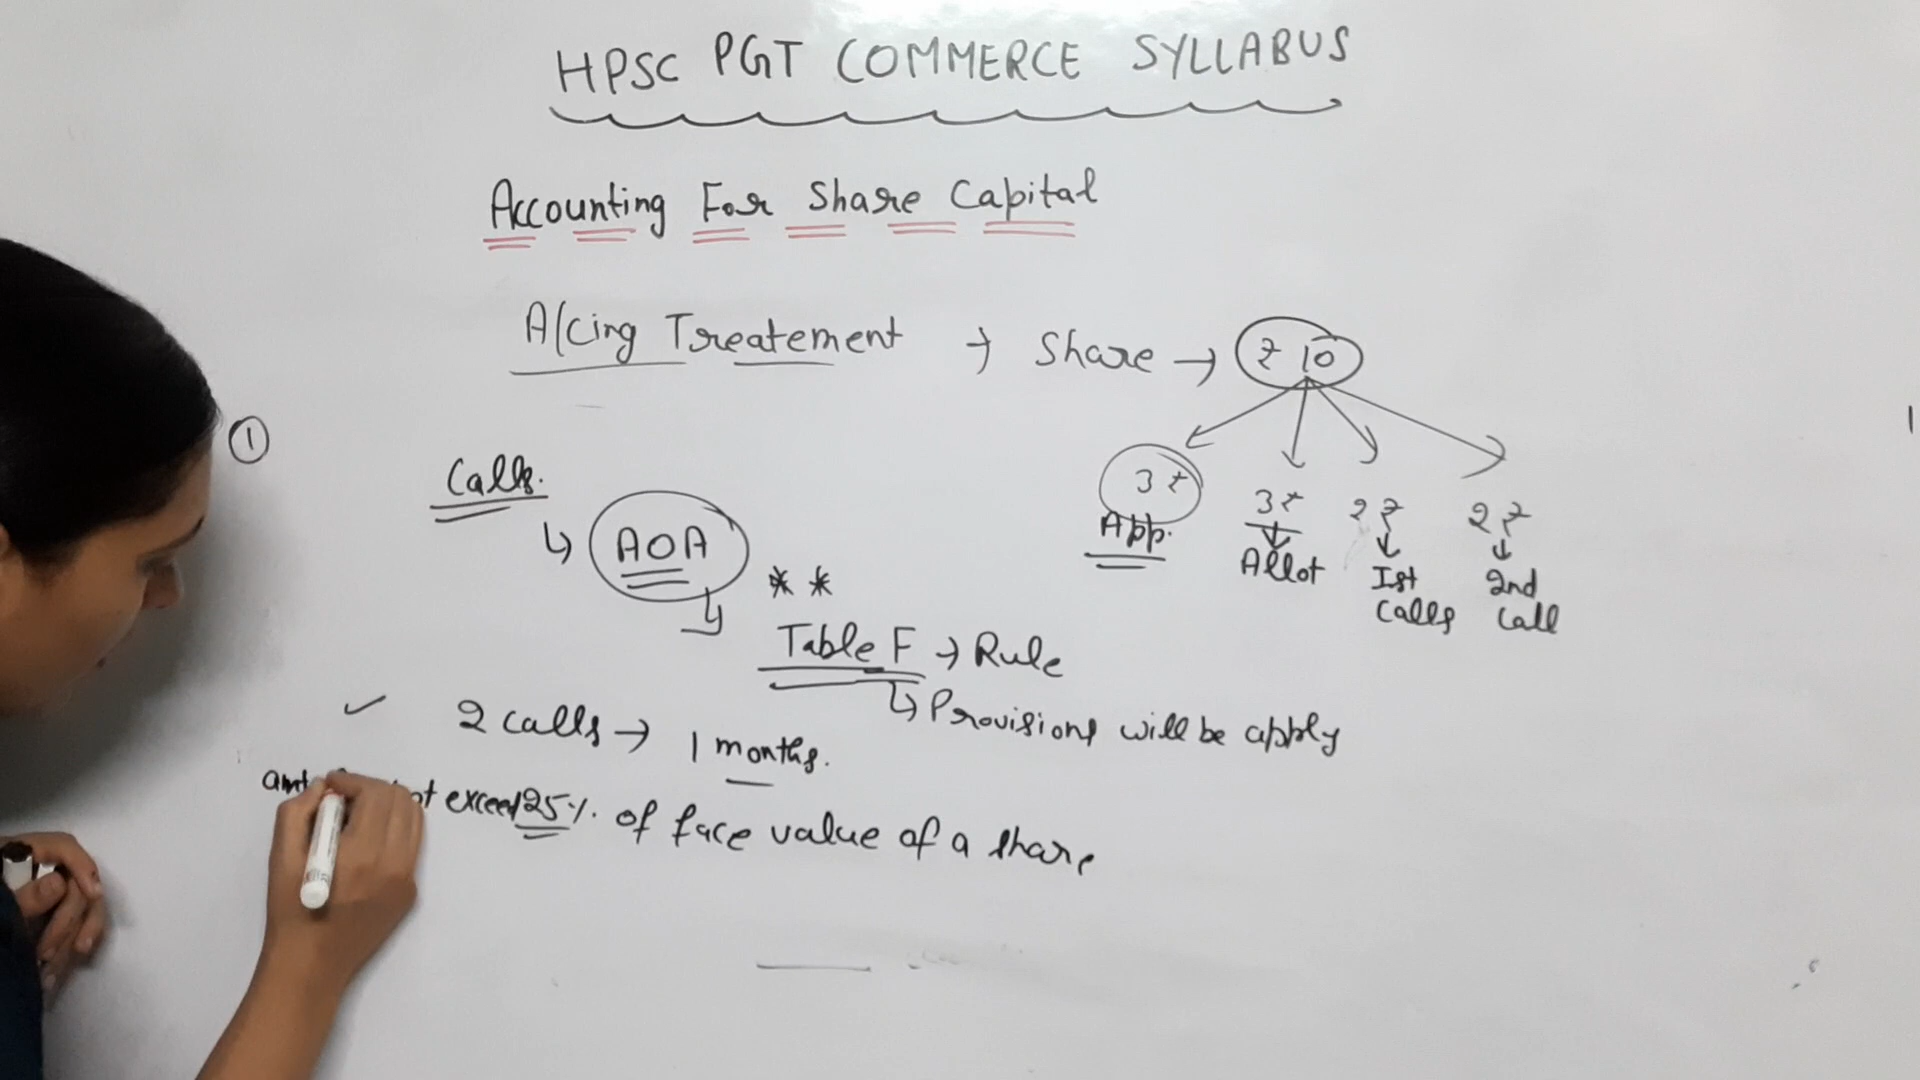 HPSC PGT COMMERCE SYLLABUS
Accounting For Share Capital
A/cing Treatement → Share → ₹ 10
①
Calls.
3 ₹ 3 ₹ 2 ₹ 2 ₹
App. Allot Ist Calls 2nd Call
AOA
**
Table F → Rule
Provisions will be apply
2 calls → 1 months.
amt exceed 25% of face value of a share